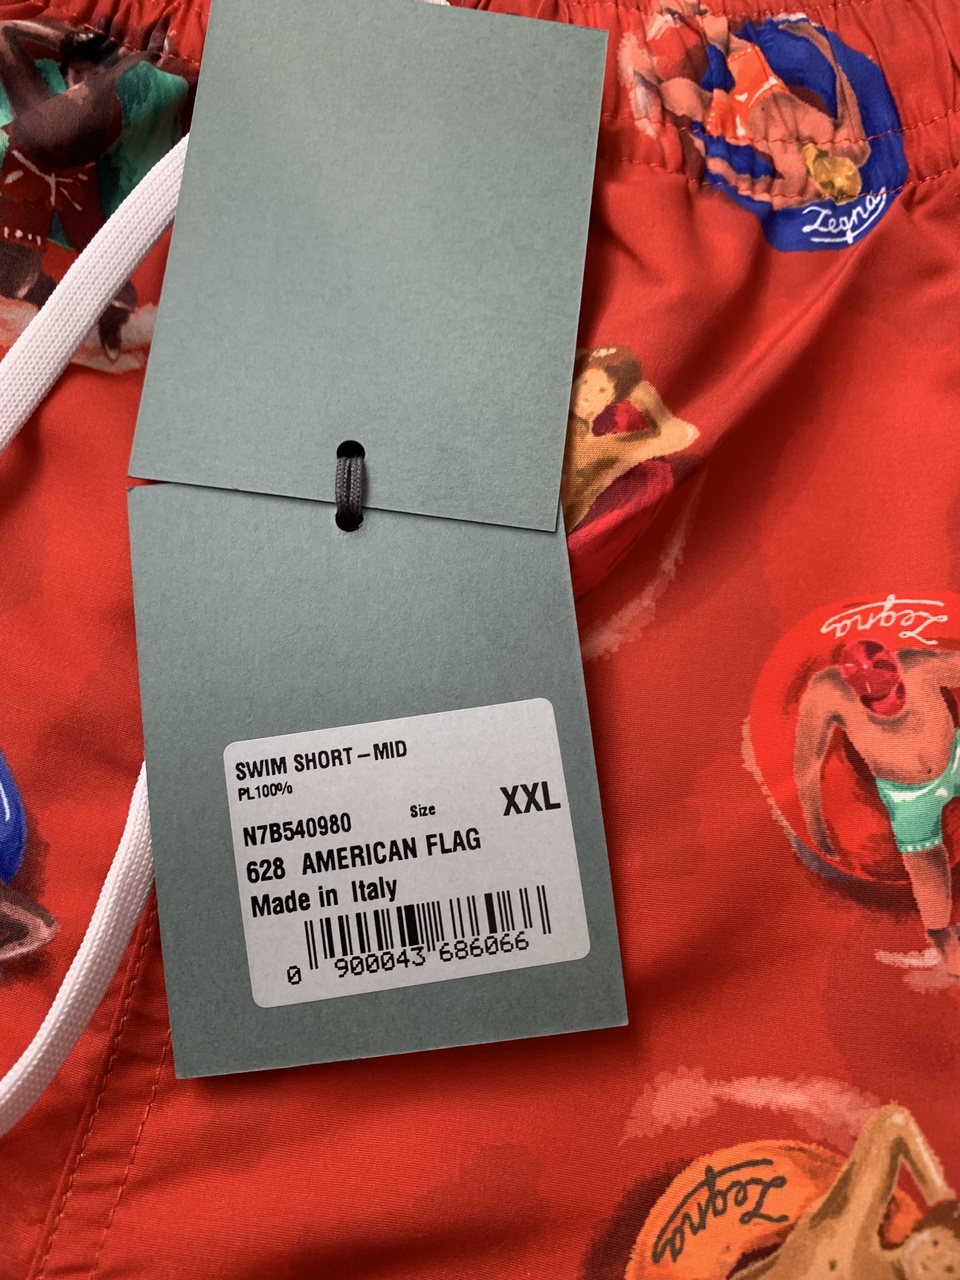 Zegna
Zegna
SWIM SHORT-MID
PL100%
N7B540980 Size XXL
628 AMERICAN FLAG
Made in Italy
0 900043 686066
Zegna